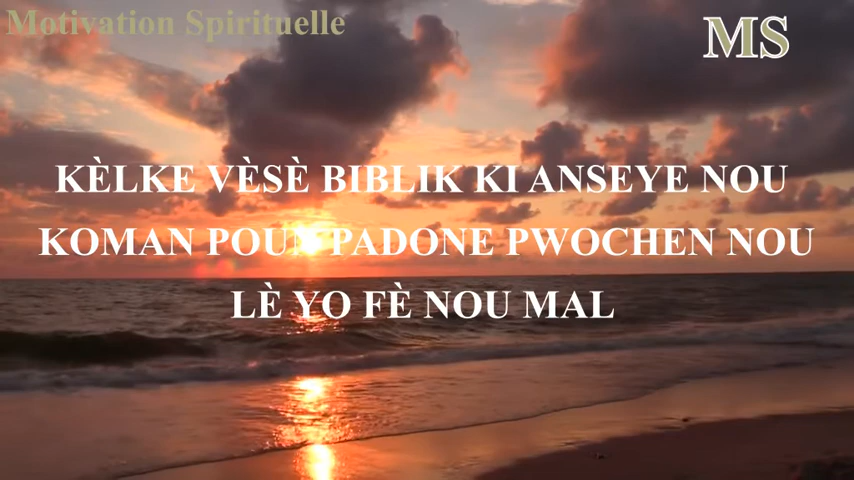 Motivation Spirituelle
MS
KÈLKE VÈSÈ BIBLIK KI ANSEYE NOU
KOMAN POUN PADONE PWOCHEN NOU
LÈ YO FÈ NOU MAL